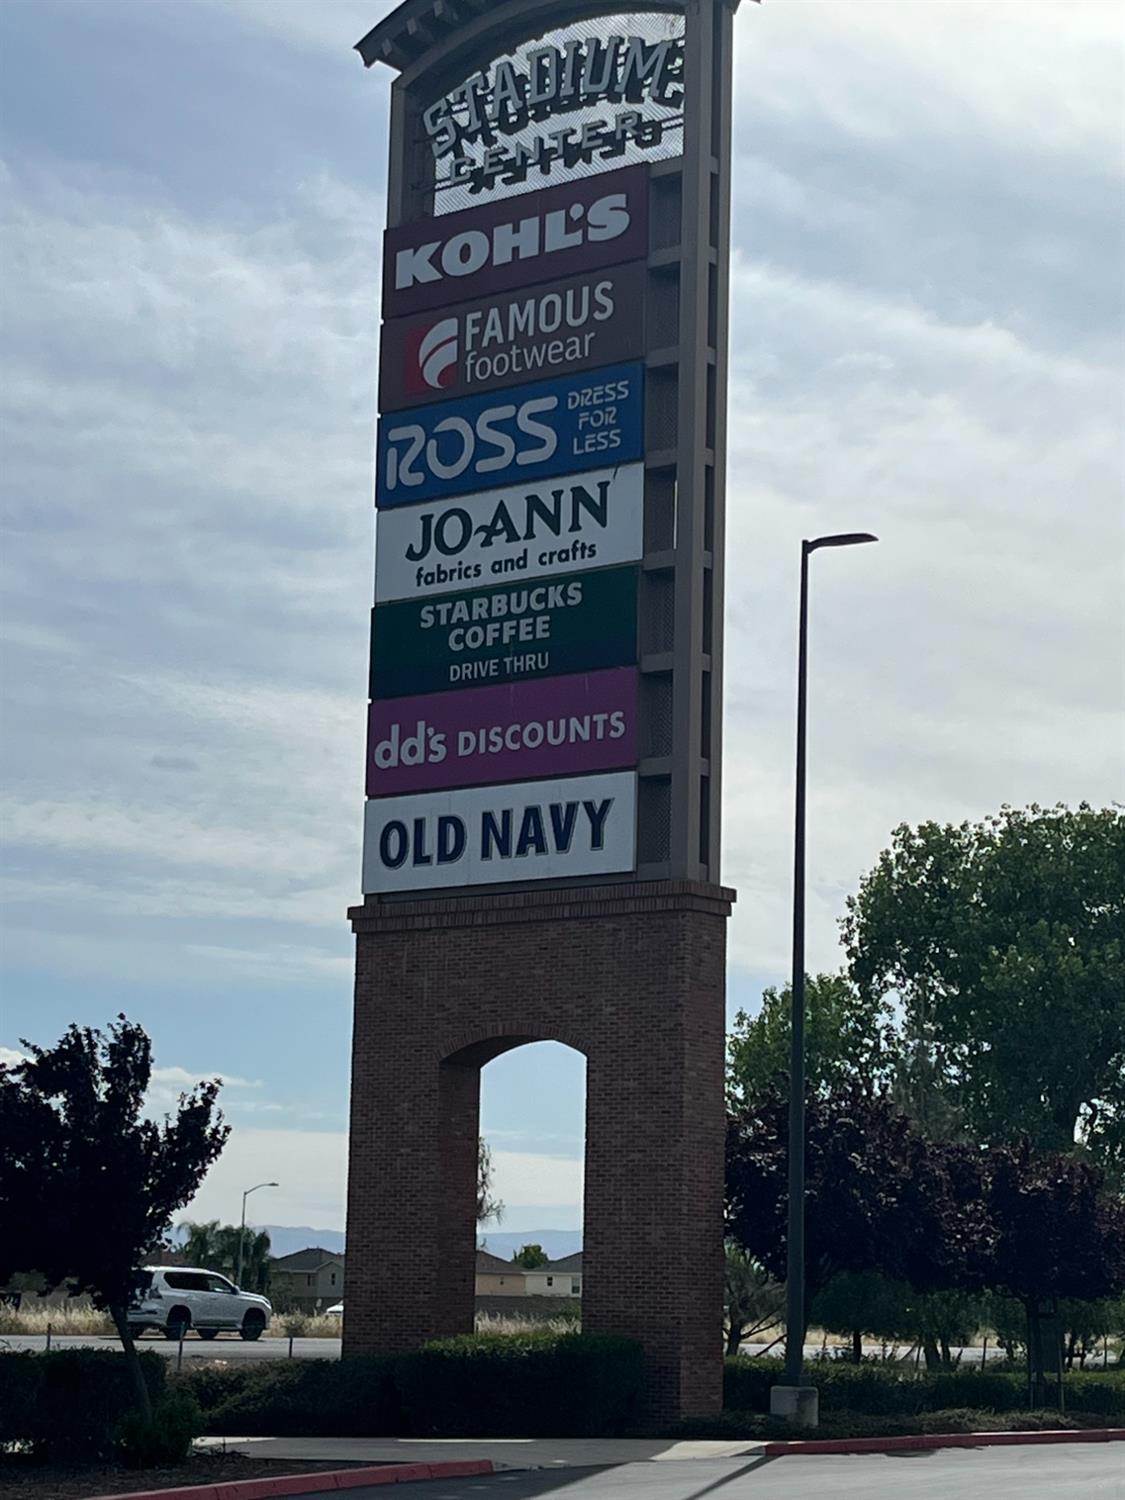 STADIUM
CENTER
KOHL'S
FAMOUS
footwear
ROSS
DRESS
FOR
LESS
JO-ANN
fabrics and crafts
STARBUCKS
COFFEE
DRIVE THRU
dd's DISCOUNTS
OLD NAVY